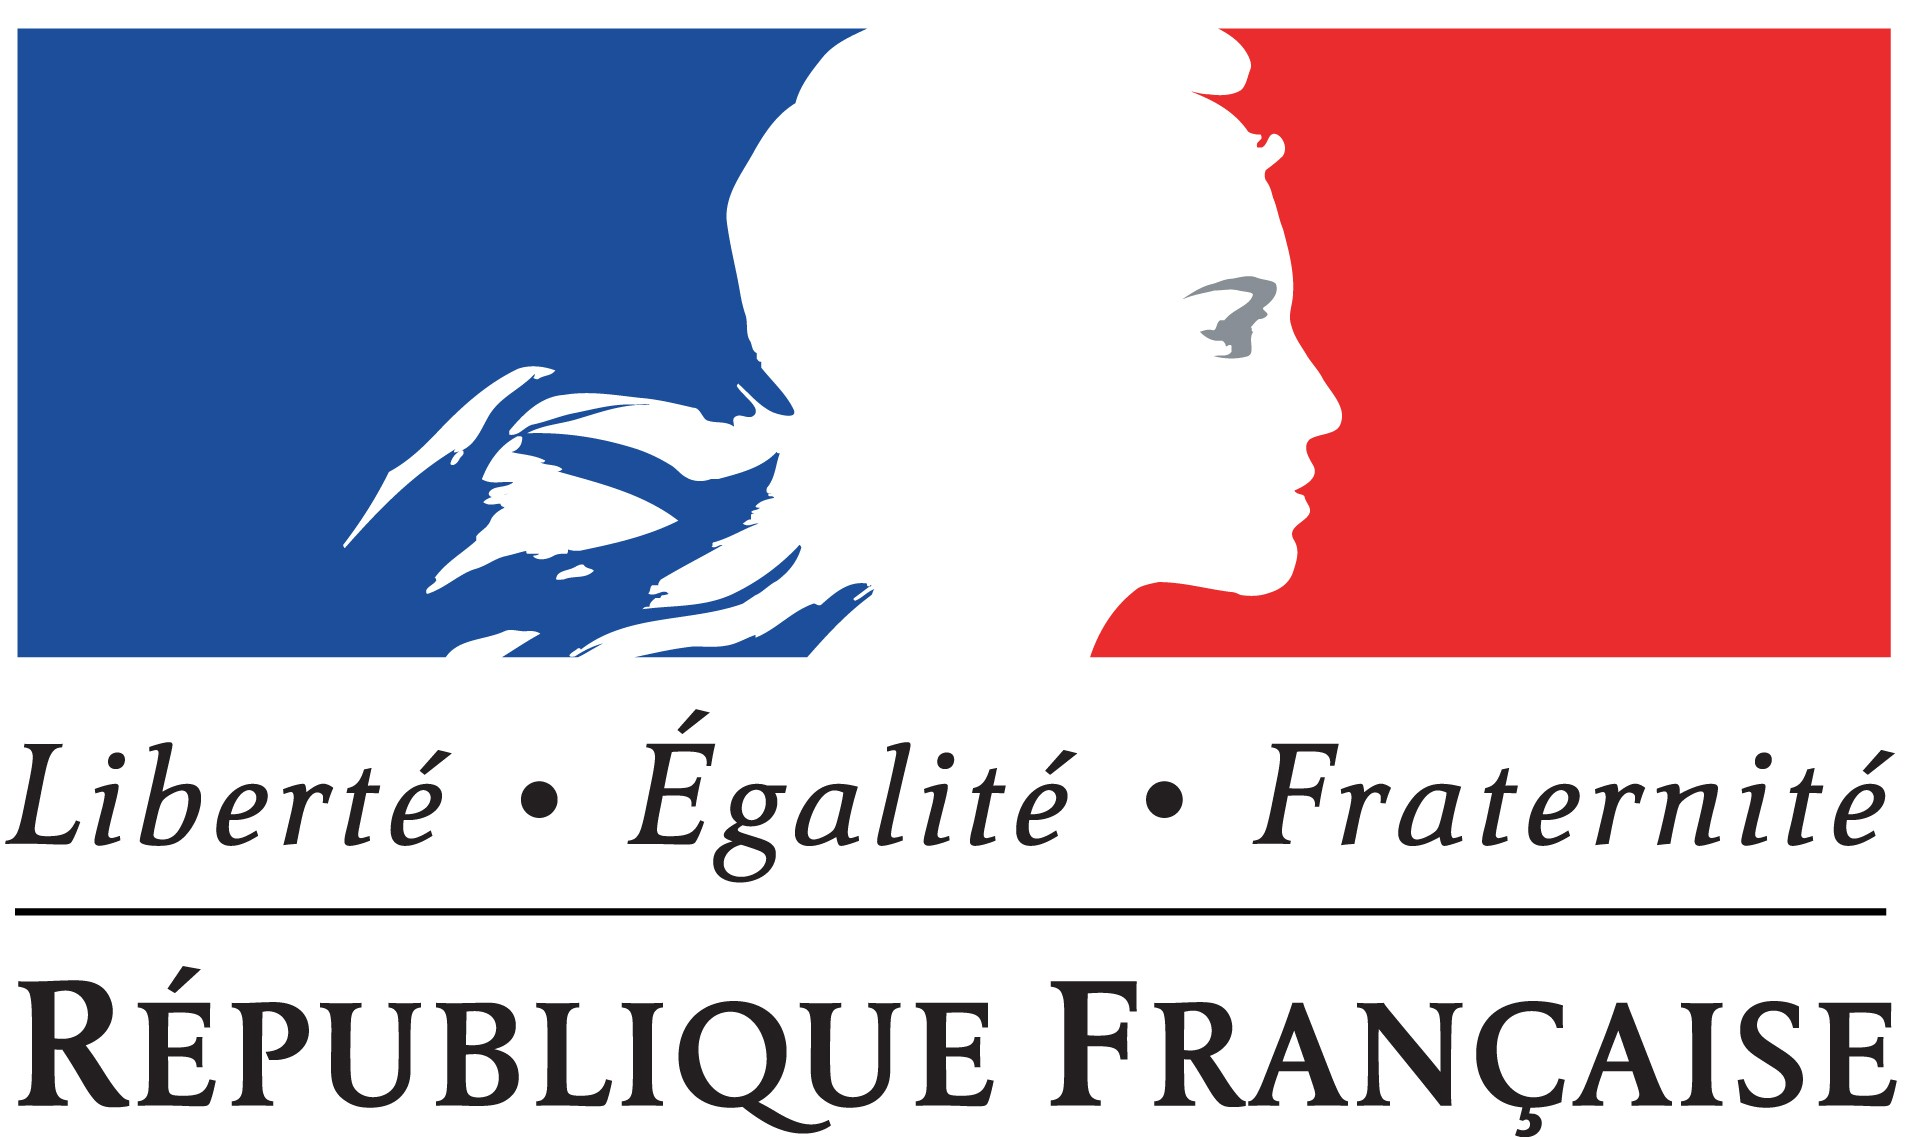 Liberté • Égalité • Fraternité
RÉPUBLIQUE FRANÇAISE